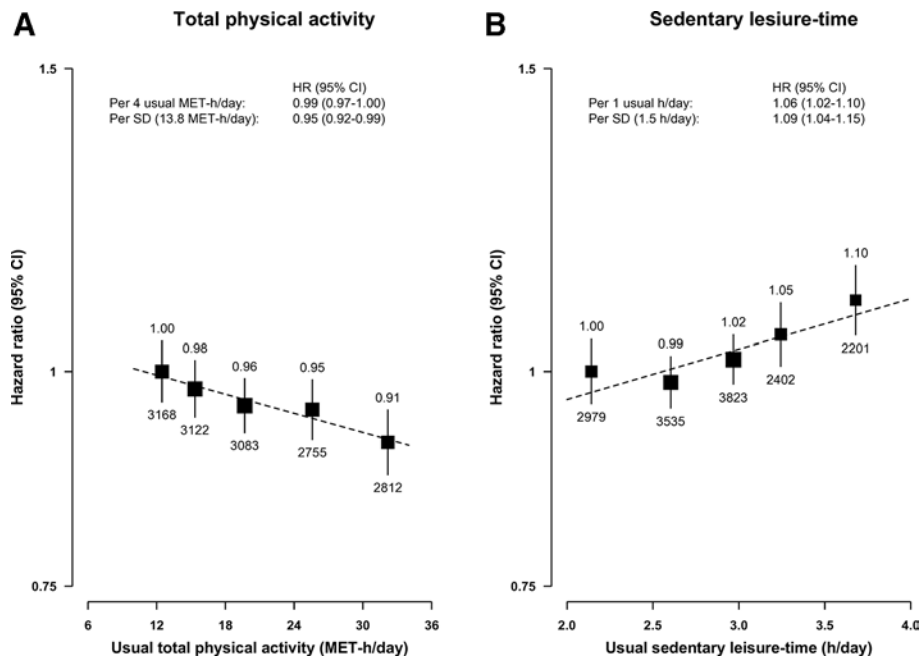 A
Total physical activity
HR (95% CI)
Per 4 usual MET-h/day: 0.99 (0.97-1.00)
Per SD (13.8 MET-h/day): 0.95 (0.92-0.99)
Hazard ratio (95% CI)
1.5
1
0.75
1.00
3168
0.98
3122
0.96
3083
0.95
2755
0.91
2812
6 12 18 24 30 36
Usual total physical activity (MET-h/day)
B
Sedentary lesiure-time
HR (95% CI)
Per 1 usual h/day: 1.06 (1.02-1.10)
Per SD (1.5 h/day): 1.09 (1.04-1.15)
Hazard ratio (95% CI)
1.5
1
0.75
1.00
2979
0.99
3535
1.02
3823
1.05
2402
1.10
2201
2.0 2.5 3.0 3.5 4.0
Usual sedentary leisure-time (h/day)